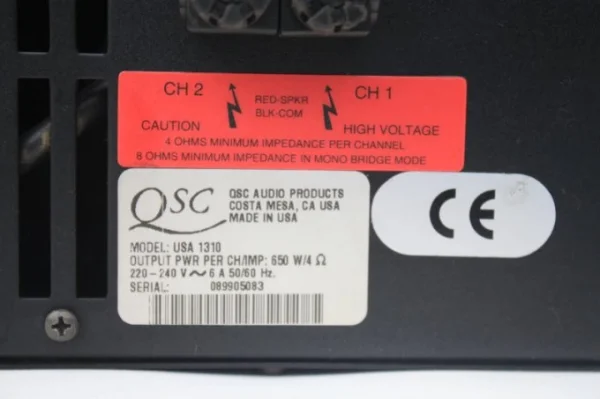 CH 2
CH 1
RED-SPKR
BLK-COM
CAUTION
HIGH VOLTAGE
4 OHMS MINIMUM IMPEDANCE PER CHANNEL
8 OHMS MINIMUM IMPEDANCE IN MONO BRIDGE MODE
QSC
QSC AUDIO PRODUCTS
COSTA MESA, CA USA
MADE IN USA
MODEL: USA 1310
OUTPUT PWR PER CH/IMP: 650 W/4 Ω
220-240 V ~ 6 A 50/60 Hz.
SERIAL: 089905083
CE